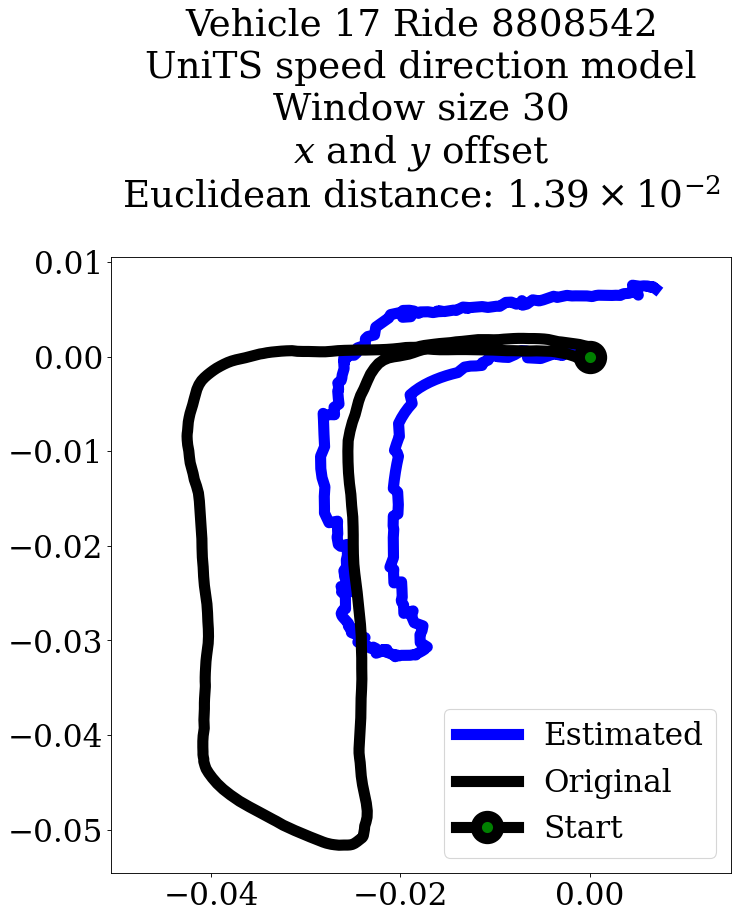 Vehicle 17 Ride 8808542
UniTS speed direction model
Window size 30
x and y offset
Euclidean distance: 1.39 × 10⁻²
0.01
0.00
−0.01
−0.02
−0.03
−0.04
−0.05
Estimated
Original
Start
−0.04
−0.02
0.00